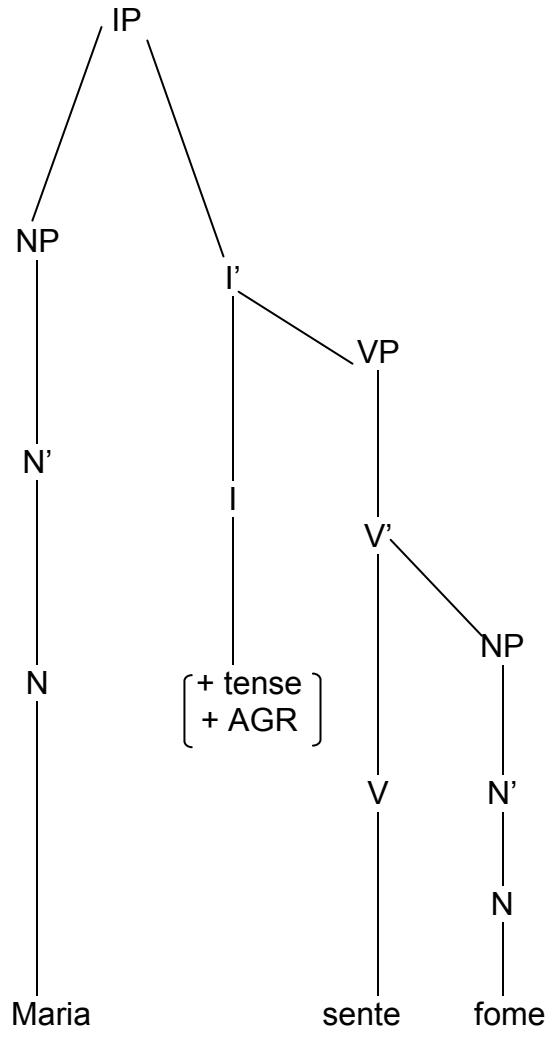 IP
NP
I’
VP
N’
I
V’
NP
N
+ tense
+ AGR
V
N’
N
Maria sente fome